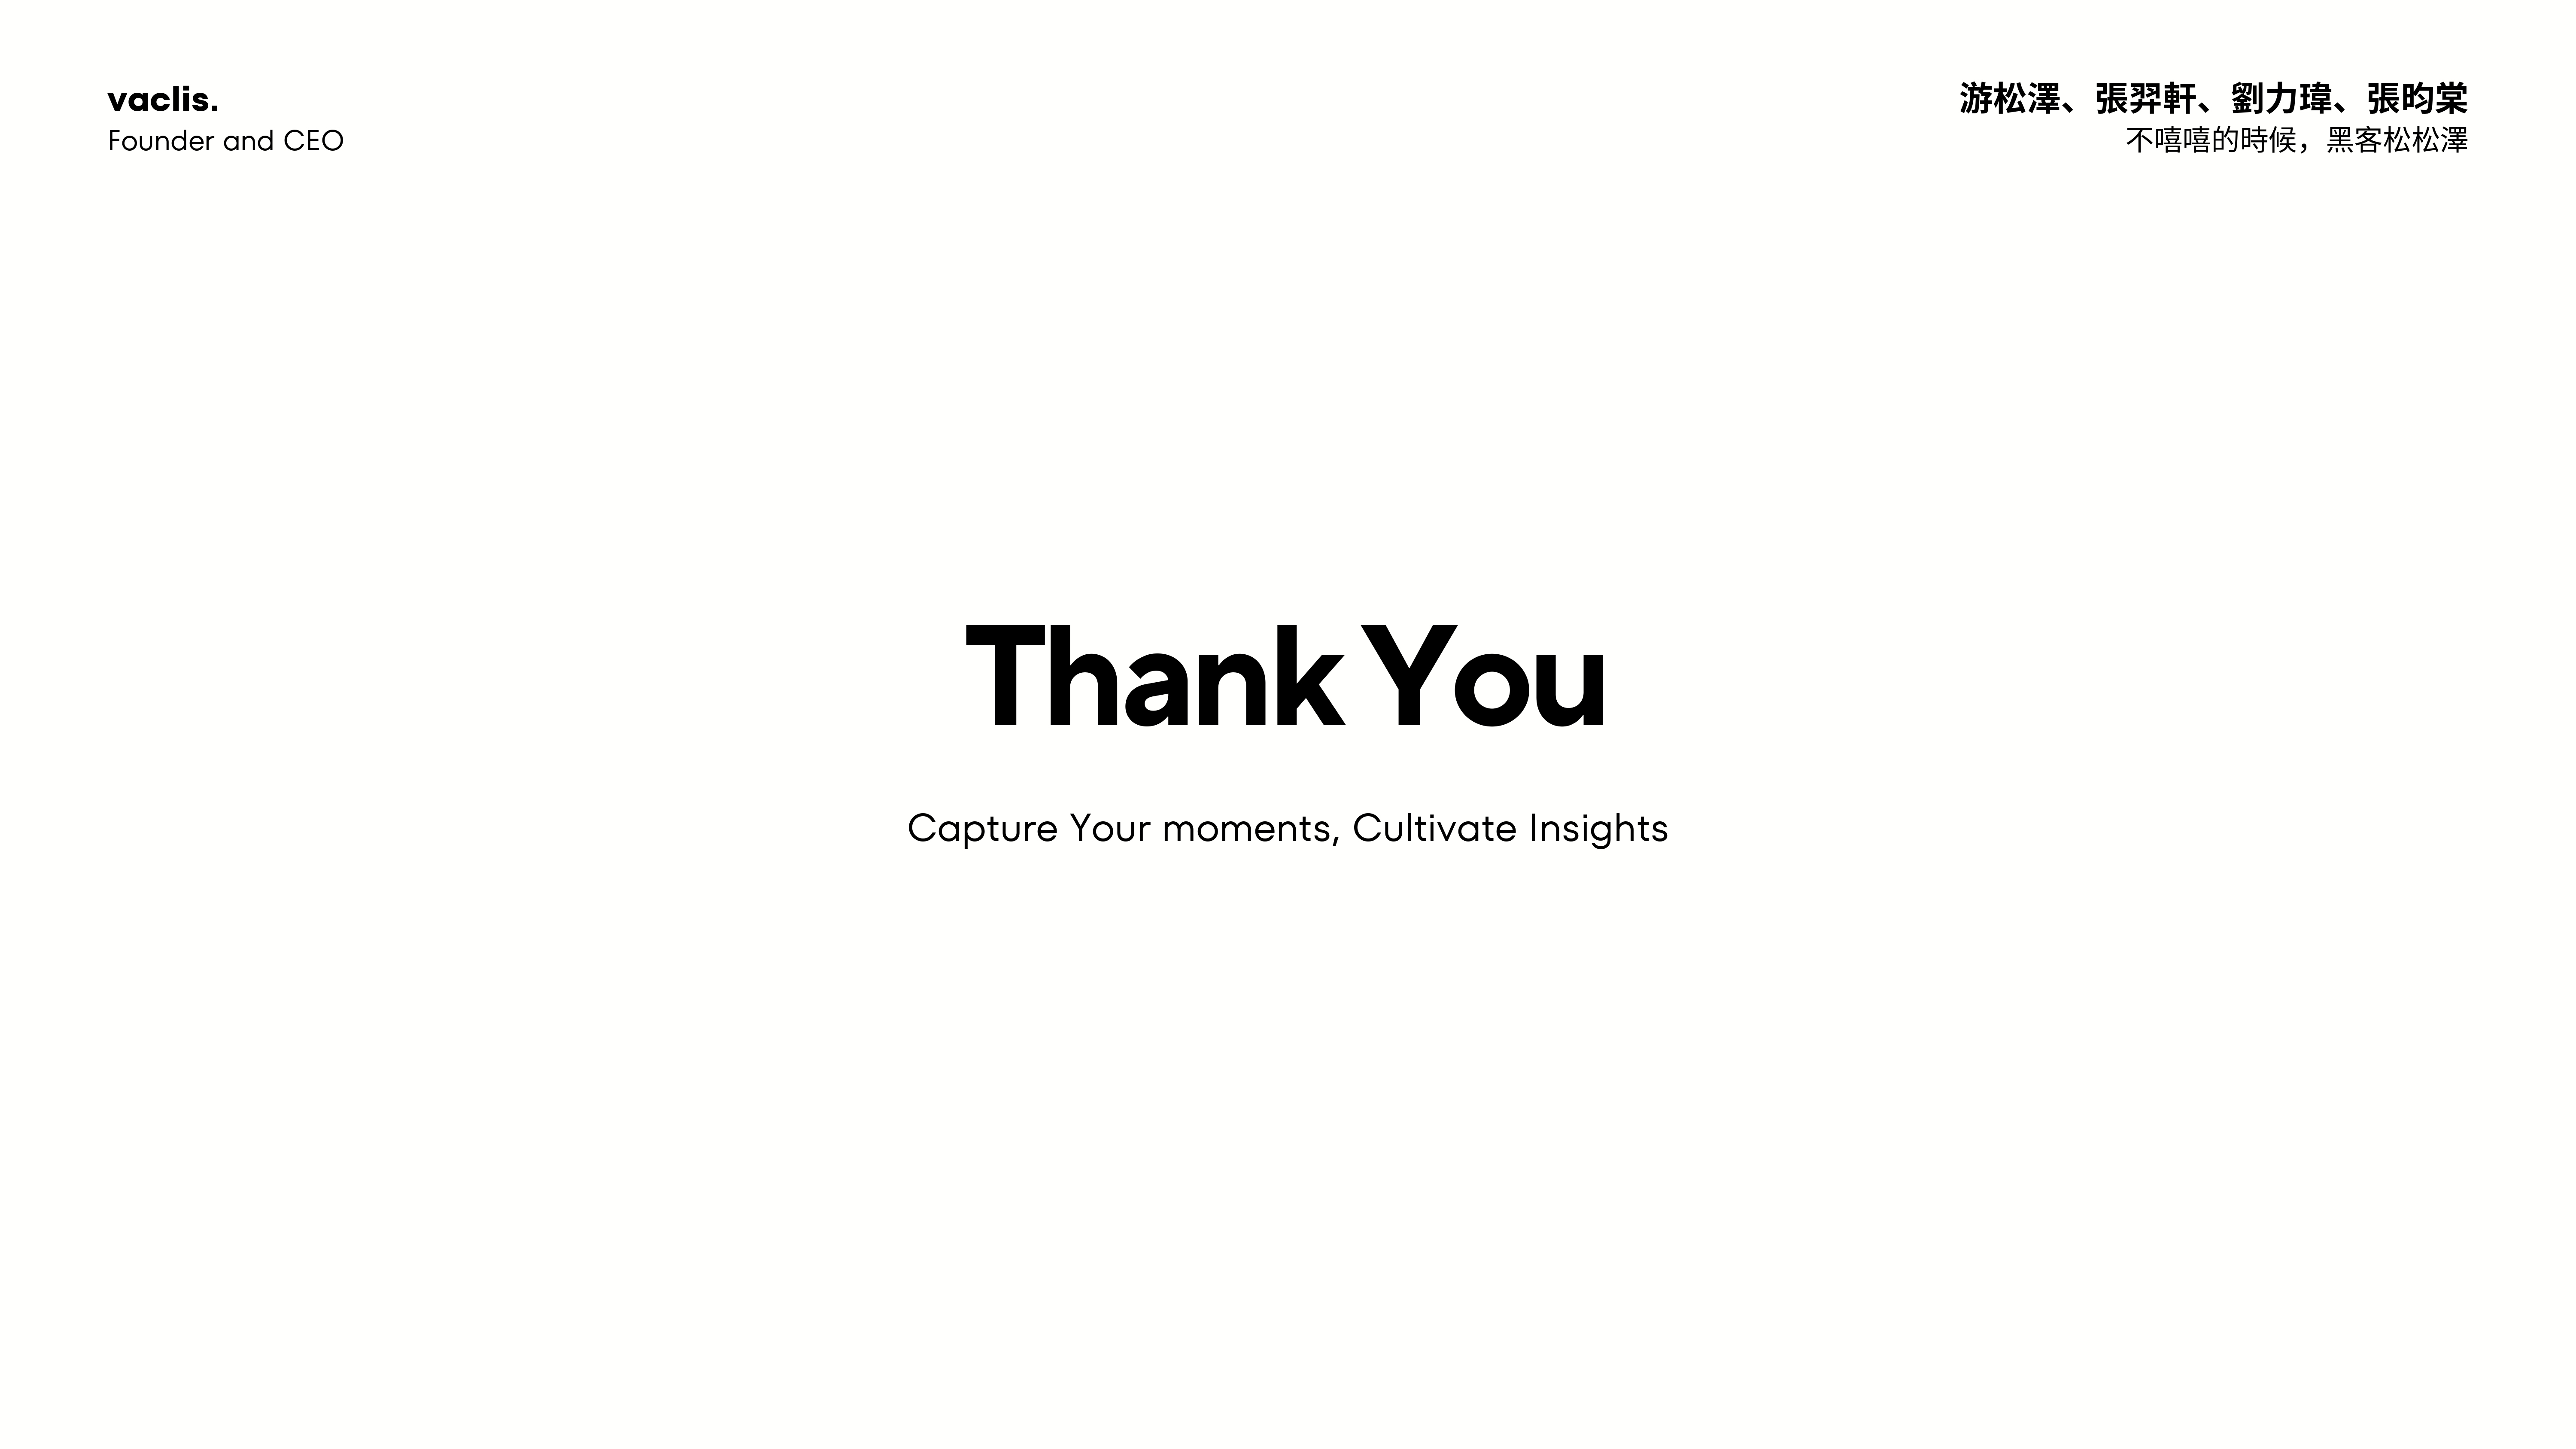 vaclis.
Founder and CEO
游松澤、張羿軒、劉力瑋、張昀棠
不嘻嘻的時候，黑客松松澤
Thank You
Capture Your moments, Cultivate Insights